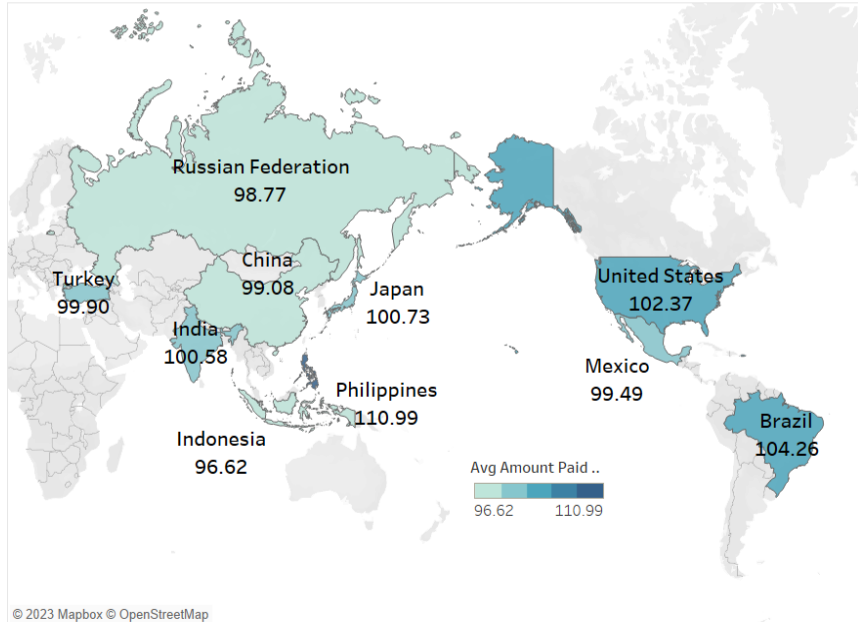 Russian Federation
98.77
China
99.08
Turkey
99.90
Japan
100.73
India
100.58
United States
102.37
Philippines
110.99
Mexico
99.49
Indonesia
96.62
Brazil
104.26
Avg Amount Paid ..
96.62 110.99
© 2023 Mapbox © OpenStreetMap